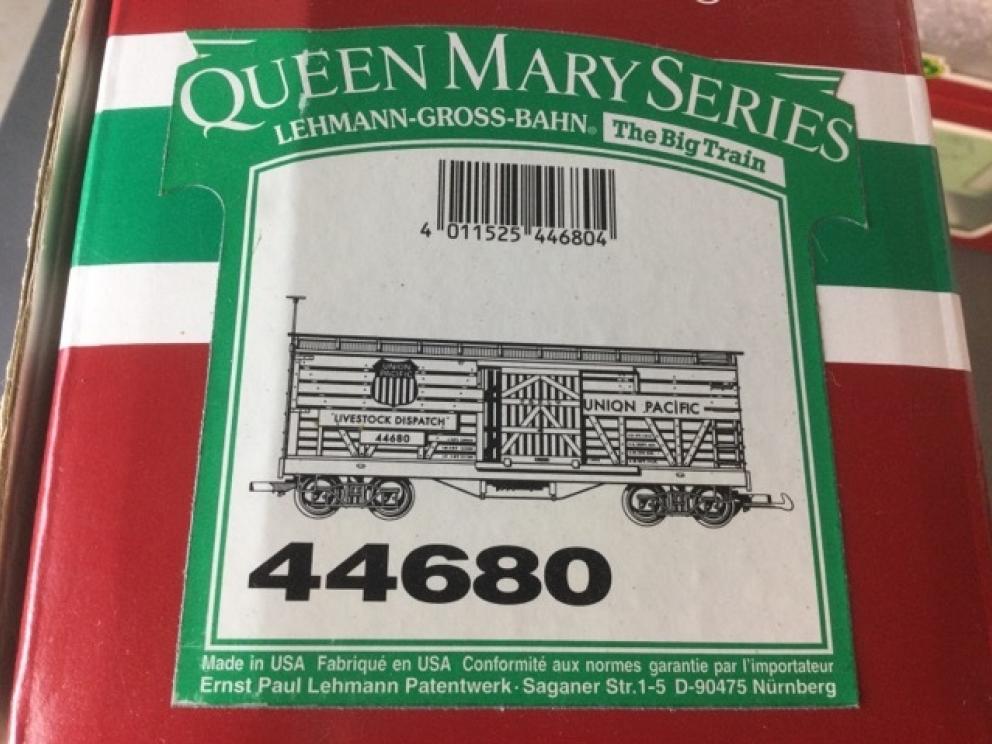 QUEEN MARY SERIES
LEHMANN-GROSS-BAHN® The Big Train
4 011525 446804
UNION
PACIFIC
UNION PACIFIC
"LIVESTOCK DISPATCH"
44680
44680
Made in USA Fabriqué en USA Conformité aux normes garantie par l'importateur
Ernst Paul Lehmann Patentwerk · Saganer Str.1-5 D-90475 Nürnberg